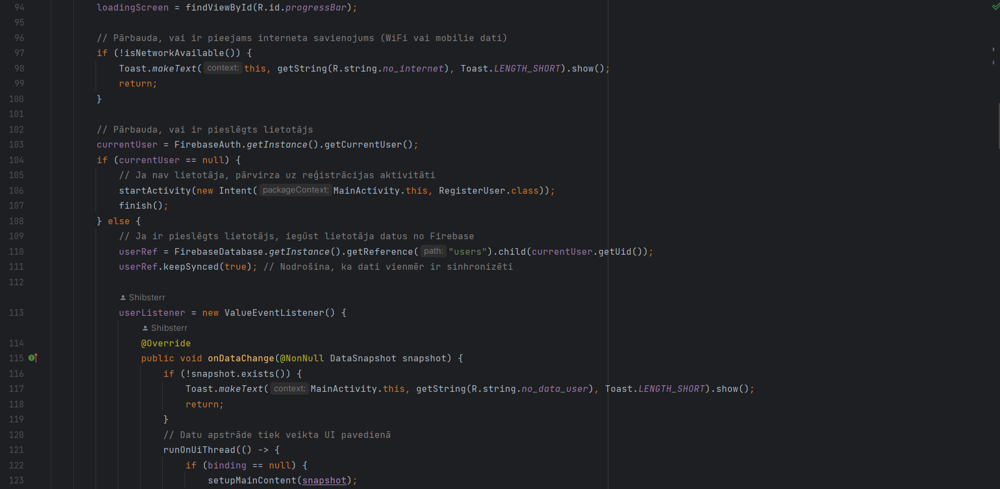 94 loadingScreen = findViewById(R.id.progressBar);
95
96 // Pārbauda, vai ir pieejams interneta savienojums (WiFi vai mobilie dati)
97 if (!isNetworkAvailable()) {
98 Toast.makeText( context: this, getString(R.string.no_internet), Toast.LENGTH_SHORT).show();
99 return;
100 }
101
102 // Pārbauda, vai ir pieslēgts lietotājs
103 currentUser = FirebaseAuth.getInstance().getCurrentUser();
104 if (currentUser == null) {
105 // Ja nav lietotāja, pārvirza uz reģistrācijas aktivitāti
106 startActivity(new Intent( packageContext: MainActivity.this, RegisterUser.class));
107 finish();
108 } else {
109 // Ja ir pieslēgts lietotājs, iegūst lietotāja datus no Firebase
110 userRef = FirebaseDatabase.getInstance().getReference( path: "users").child(currentUser.getUid());
111 userRef.keepSynced(true); // Nodrošina, ka dati vienmēr ir sinhronizēti
112
Shibsterr
113 userListener = new ValueEventListener() {
Shibsterr
114 @Override
115 public void onDataChange(@NonNull DataSnapshot snapshot) {
116 if (!snapshot.exists()) {
117 Toast.makeText( context: MainActivity.this, getString(R.string.no_data_user), Toast.LENGTH_SHORT).show();
118 return;
119 }
120 // Datu apstrāde tiek veikta UI pavedienā
121 runOnUiThread(() -> {
122 if (binding == null) {
123 setupMainContent(snapshot);